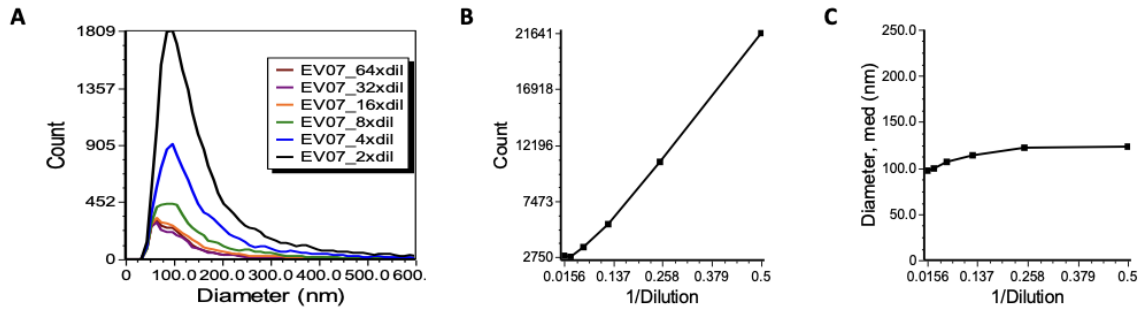 A
Count
1809
1357
905
452
0
EV07_64xdil
EV07_32xdil
EV07_16xdil
EV07_8xdil
EV07_4xdil
EV07_2xdil
0 100.0 200.0 300.0 400.0 500.0 600.
Diameter (nm)
B
Count
21641
16918
12196
7473
2750
0.0156 0.137 0.258 0.379 0.5
1/Dilution
C
Diameter, med (nm)
250.0
200.0
150.0
100.0
50.0
0.0
0.0156 0.137 0.258 0.379 0.5
1/Dilution